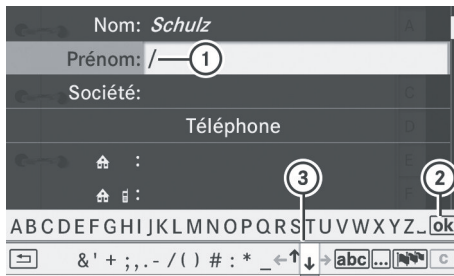 Nom: Schulz
Prénom: /
1
Société:
Téléphone
:
:
3
2
ABCDEFGHIJKLMNOPQRSTUVWXYZ_ ok
&'+;,.-/()#:*_←↑↓→ abc ... c